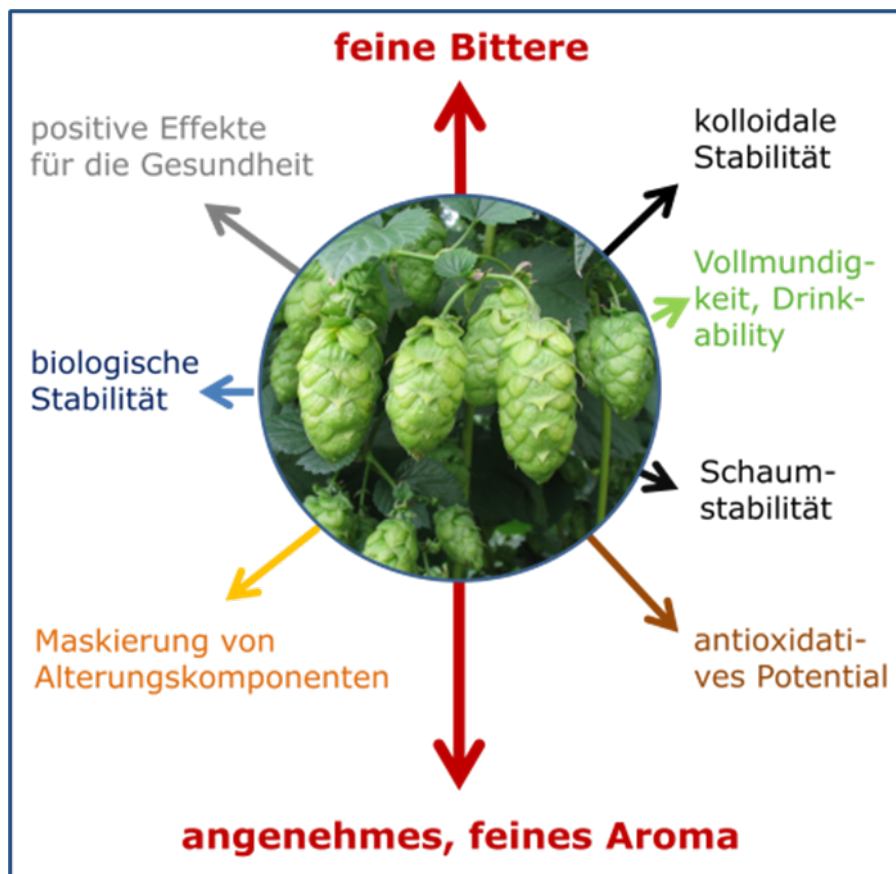 feine Bittere
positive Effekte
für die Gesundheit
kolloidale
Stabilität
Vollmundig-
keit, Drink-
ability
biologische
Stabilität
Schaum-
stabilität
Maskierung von
Alterungskomponenten
antioxidati-
ves Potential
angenehmes, feines Aroma